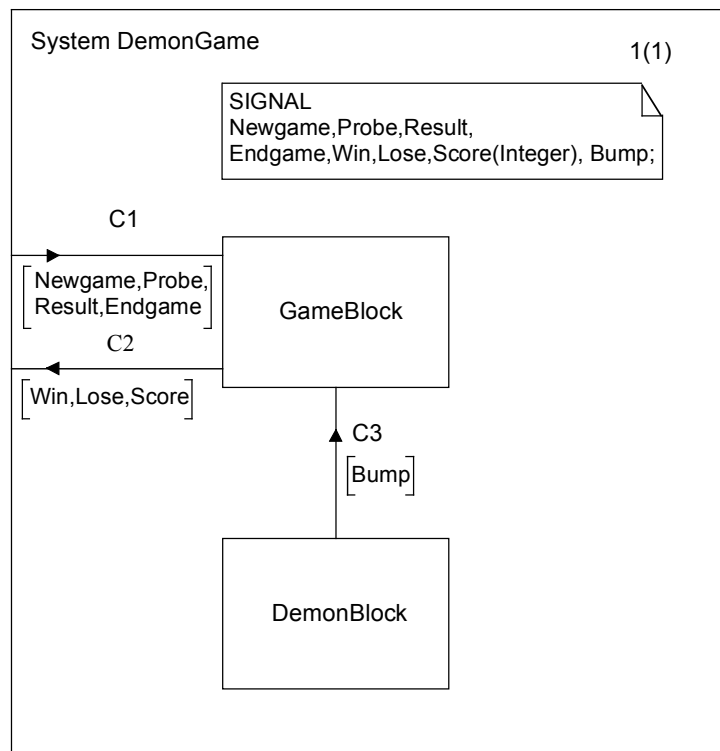 System DemonGame
1(1)
SIGNAL
Newgame,Probe,Result,
Endgame,Win,Lose,Score(Integer), Bump;
C1
Newgame,Probe,
Result,Endgame
GameBlock
C2
Win,Lose,Score
C3
Bump
DemonBlock